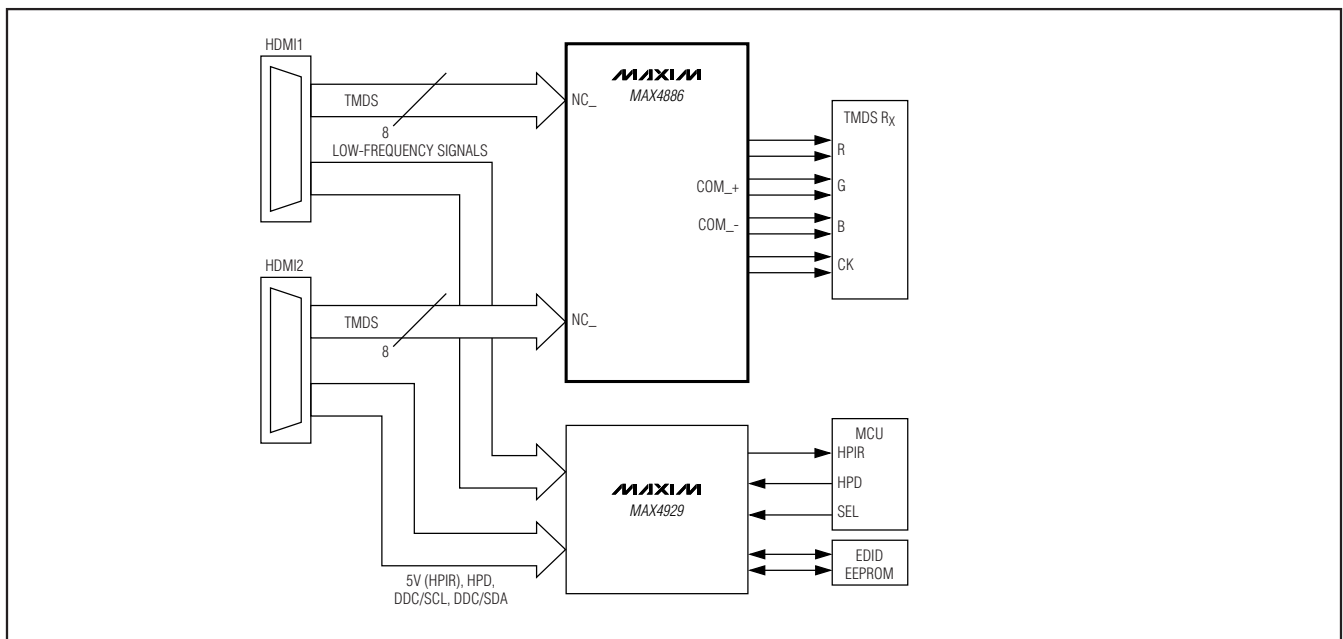 HDMI1
TMDS
8
LOW-FREQUENCY SIGNALS
HDMI2
TMDS
8
5V (HPIR), HPD,
DDC/SCL, DDC/SDA
MAXIM
MAX4886
NC_
NC_
COM_+
COM_-
TMDS RX
R
G
B
CK
MAXIM
MAX4929
MCU
HPIR
HPD
SEL
EDID
EEPROM